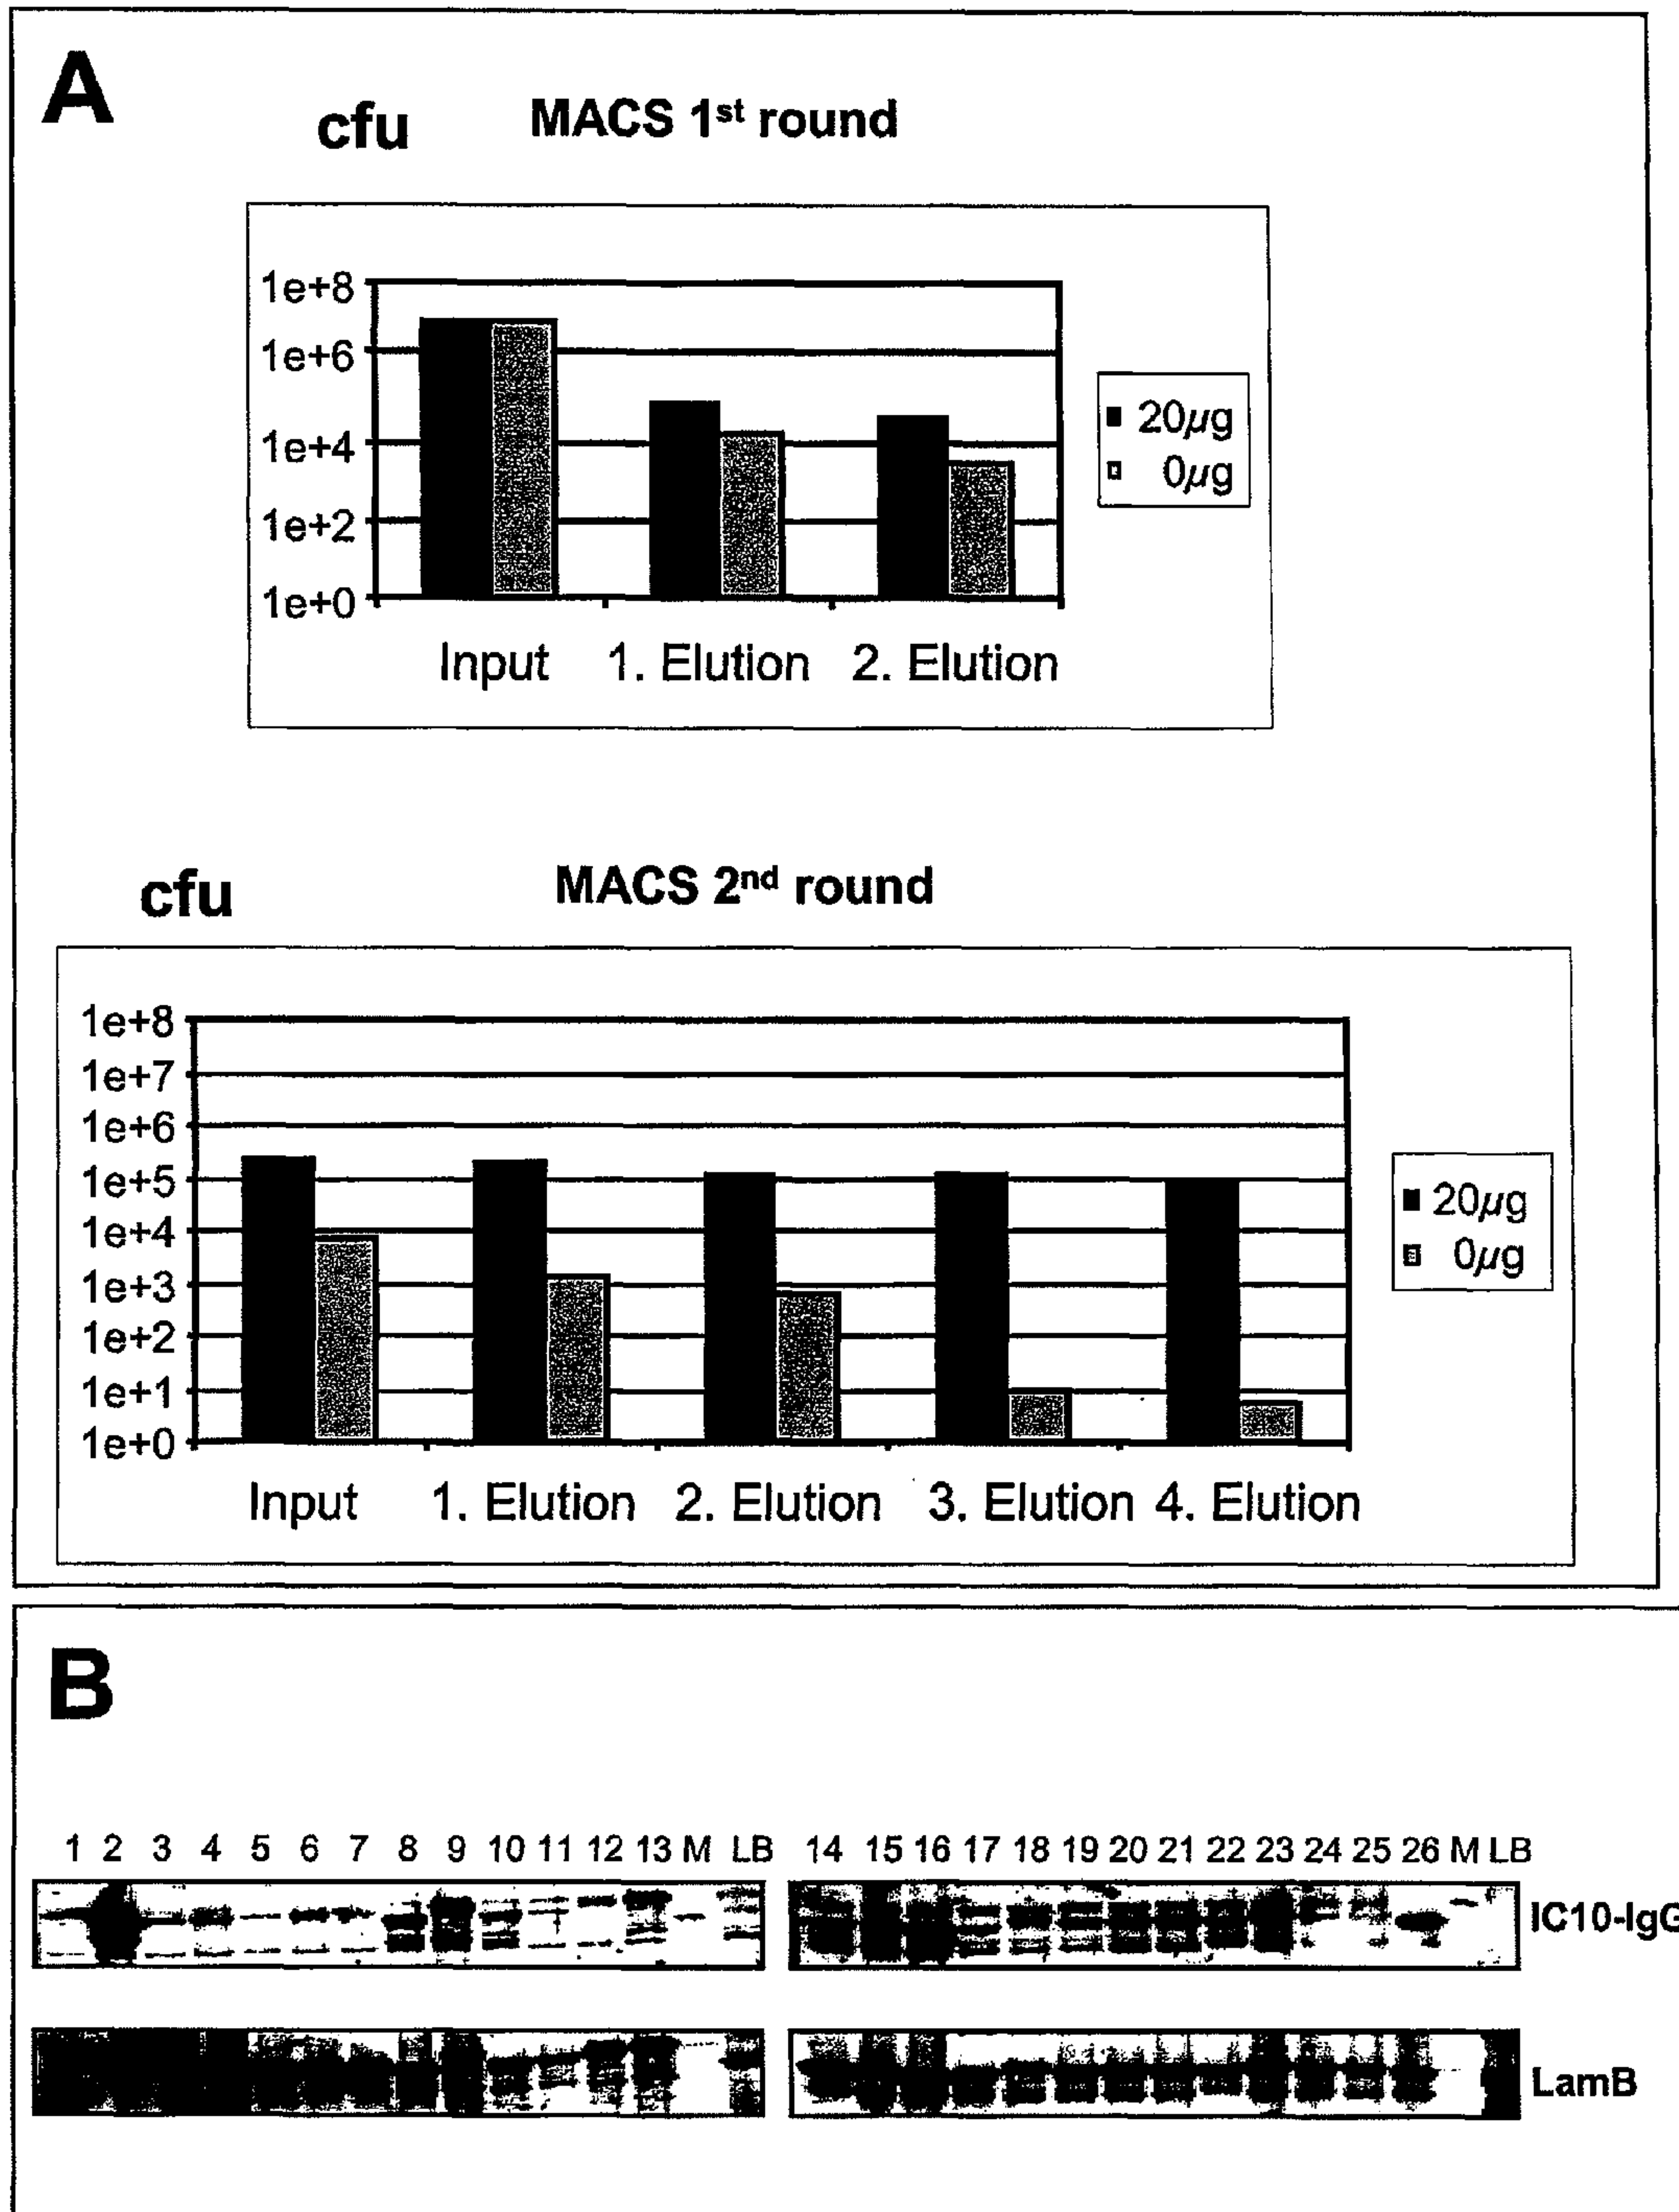 A
cfu MACS 1st round
1e+8
1e+6
1e+4
1e+2
1e+0
Input 1. Elution 2. Elution
20µg
0µg
cfu MACS 2nd round
1e+8
1e+7
1e+6
1e+5
1e+4
1e+3
1e+2
1e+1
1e+0
Input 1. Elution 2. Elution 3. Elution 4. Elution
20µg
0µg
B
1 2 3 4 5 6 7 8 9 10 11 12 13 M LB 14 15 16 17 18 19 20 21 22 23 24 25 26 M LB
IC10-IgG
LamB